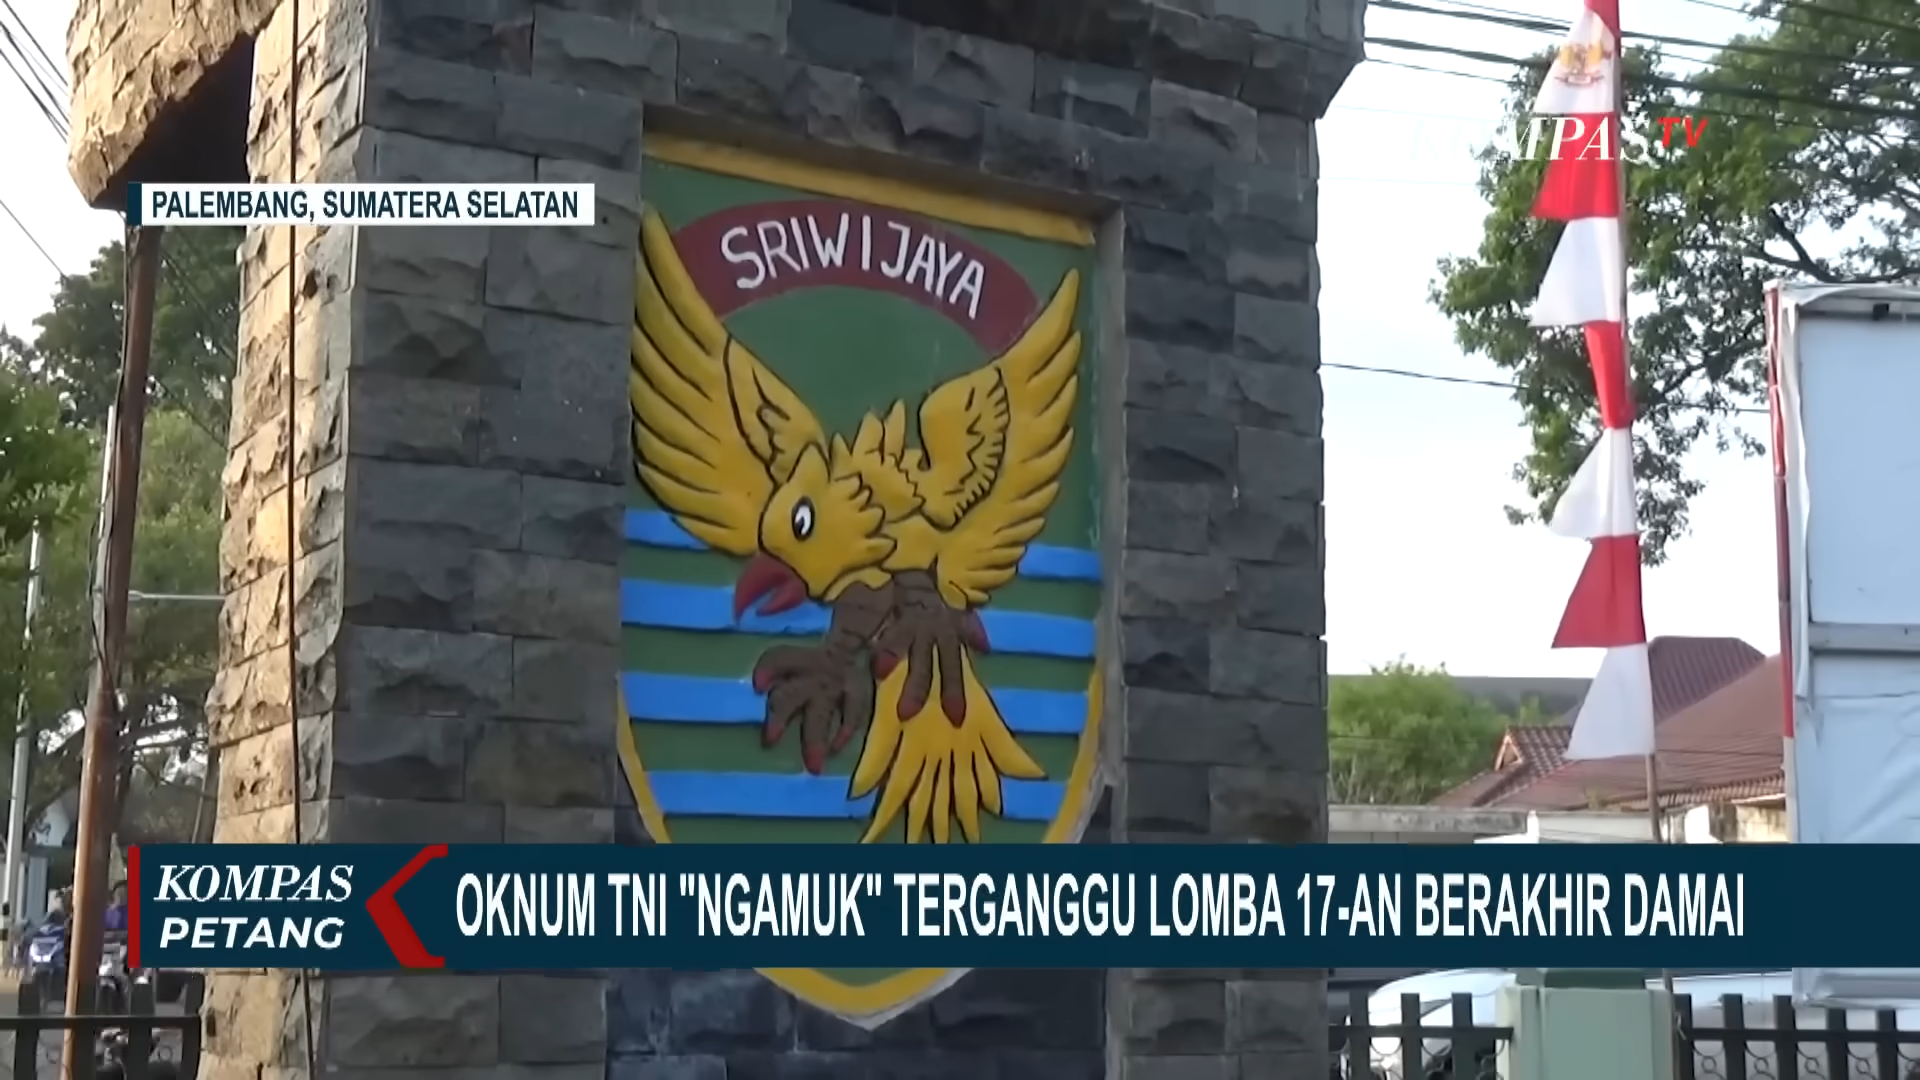 KOMPAS TV
PALEMBANG, SUMATERA SELATAN
SRIWIJAYA
KOMPAS
PETANG
OKNUM TNI "NGAMUK" TERGANGGU LOMBA 17-AN BERAKHIR DAMAI